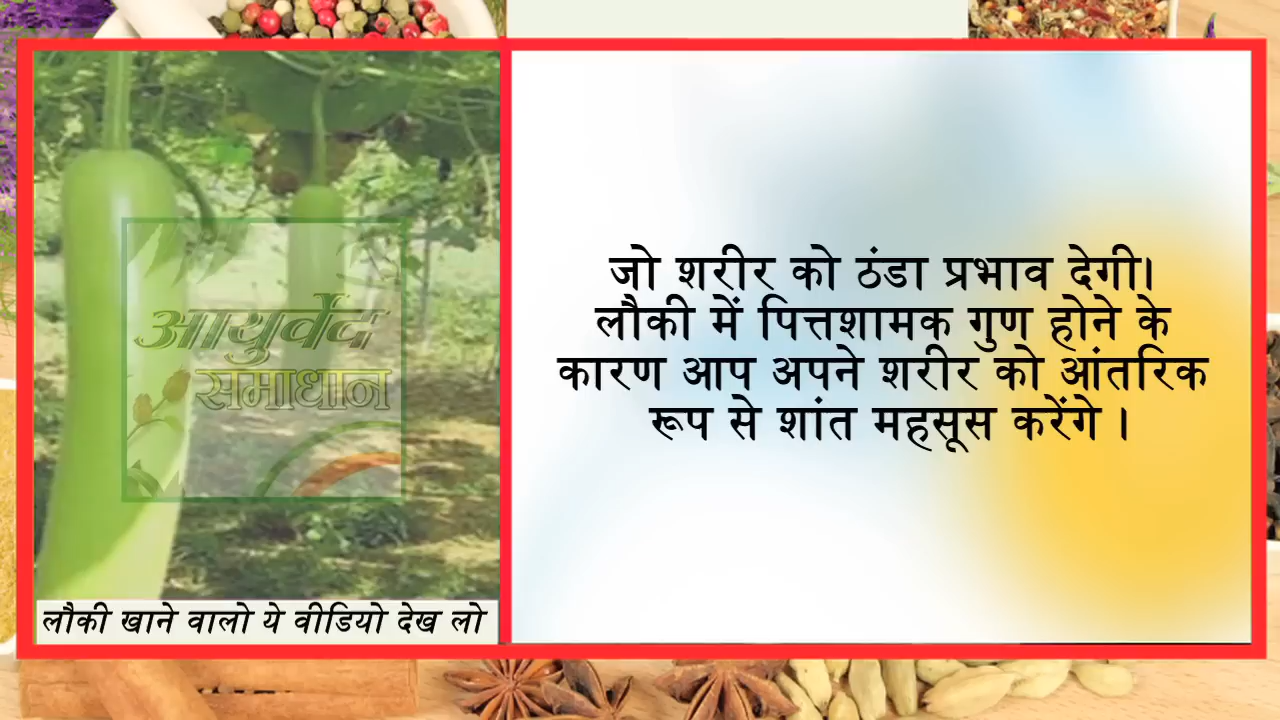 आयुर्वेद
समाधान
लौकी खाने वालो ये वीडियो देख लो
जो शरीर को ठंडा प्रभाव देगी।
लौकी में पित्तशामक गुण होने के
कारण आप अपने शरीर को आंतरिक
रूप से शांत महसूस करेंगे ।